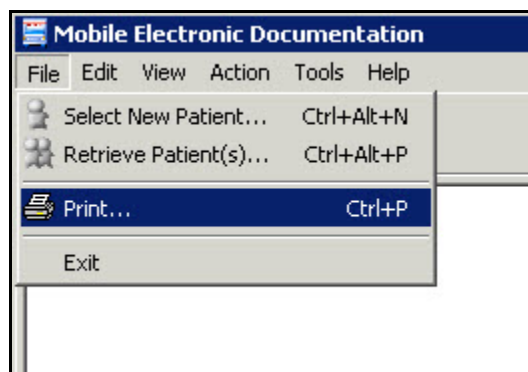 Mobile Electronic Documentation
File Edit View Action Tools Help
Select New Patient... Ctrl+Alt+N
Retrieve Patient(s)... Ctrl+Alt+P
Print... Ctrl+P
Exit